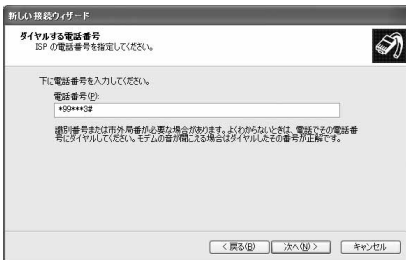 新しい接続ウィザード
ダイヤルする電話番号
ISP の電話番号を指定してください。
下に電話番号を入力してください。
電話番号(P):
*99***3#
識別番号または市外局番が必要な場合があります。よくわからないときは、電話でその電話番
号にダイヤルしてください。モデムの音が聞こえる場合はダイヤルしたその番号が正解です。
< 戻る(B)
次へ(N) >
キャンセル